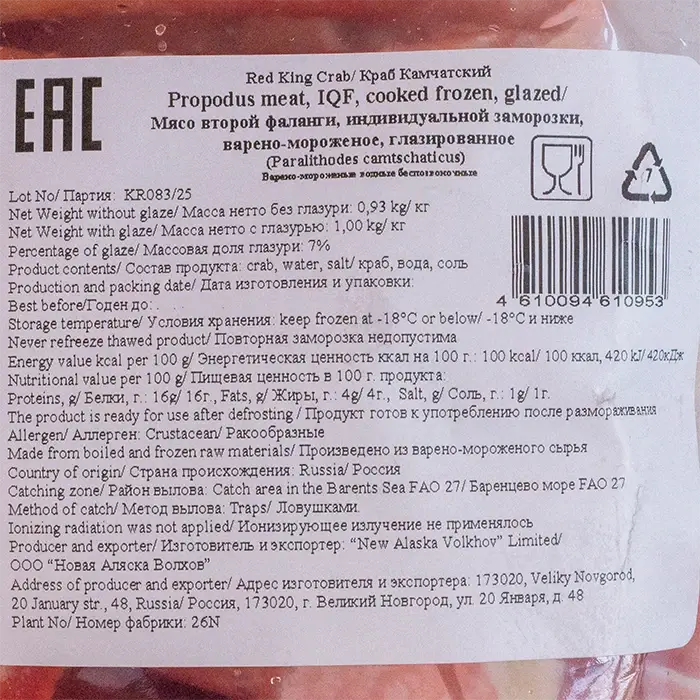 EAC
Red King Crab/ Краб Камчатский
Propodus meat, IQF, cooked frozen, glazed/
Мясо второй фаланги, индивидуальной заморозки,
варено-мороженое, глазированное
(Paralithodes camtschaticus)
Варено-мороженые водные беспозвоночные
7
Lot No/ Партия: KR083/25
Net Weight without glaze/ Масса нетто без глазури: 0,93 kg/ кг
Net Weight with glaze/ Масса нетто с глазурью: 1,00 kg/ кг
Percentage of glaze/ Массовая доля глазури: 7%
Product contents/ Состав продукта: crab, water, salt/ краб, вода, соль
Production and packing date/ Дата изготовления и упаковки:
4 610094 610953
Best before/Годен до: .
Storage temperature/ Условия хранения: keep frozen at -18°C or below/ -18°C и ниже
Never refreeze thawed product/ Повторная заморозка недопустима
Energy value kcal per 100 g/ Энергетическая ценность ккал на 100 г.: 100 kcal/ 100 ккал, 420 kJ/ 420кДж
Nutritional value per 100 g/ Пищевая ценность в 100 г. продукта:
Proteins, g/ Белки, г.: 16g/ 16г., Fats, g/ Жиры, г.: 4g/ 4г., Salt, g/ Соль, г.: 1g/ 1г.
The product is ready for use after defrosting / Продукт готов к употреблению после размораживания
Allergen/ Аллерген: Crustacean/ Ракообразные
Made from boiled and frozen raw materials/ Произведено из варено-мороженого сырья
Country of origin/ Страна происхождения: Russia/ Россия
Catching zone/ Район вылова: Catch area in the Barents Sea FAO 27/ Баренцево море FAO 27
Method of catch/ Метод вылова: Traps/ Ловушками.
Ionizing radiation was not applied/ Ионизирующее излучение не применялось
Producer and exporter/ Изготовитель и экспортер: “New Alaska Volkhov” Limited/
ООО “Новая Аляска Волхов”
Address of producer and exporter/ Адрес изготовителя и экспортера: 173020, Veliky Novgorod,
20 January str., 48, Russia/ Россия, 173020, г. Великий Новгород, ул. 20 Января, д. 48
Plant No/ Номер фабрики: 26N